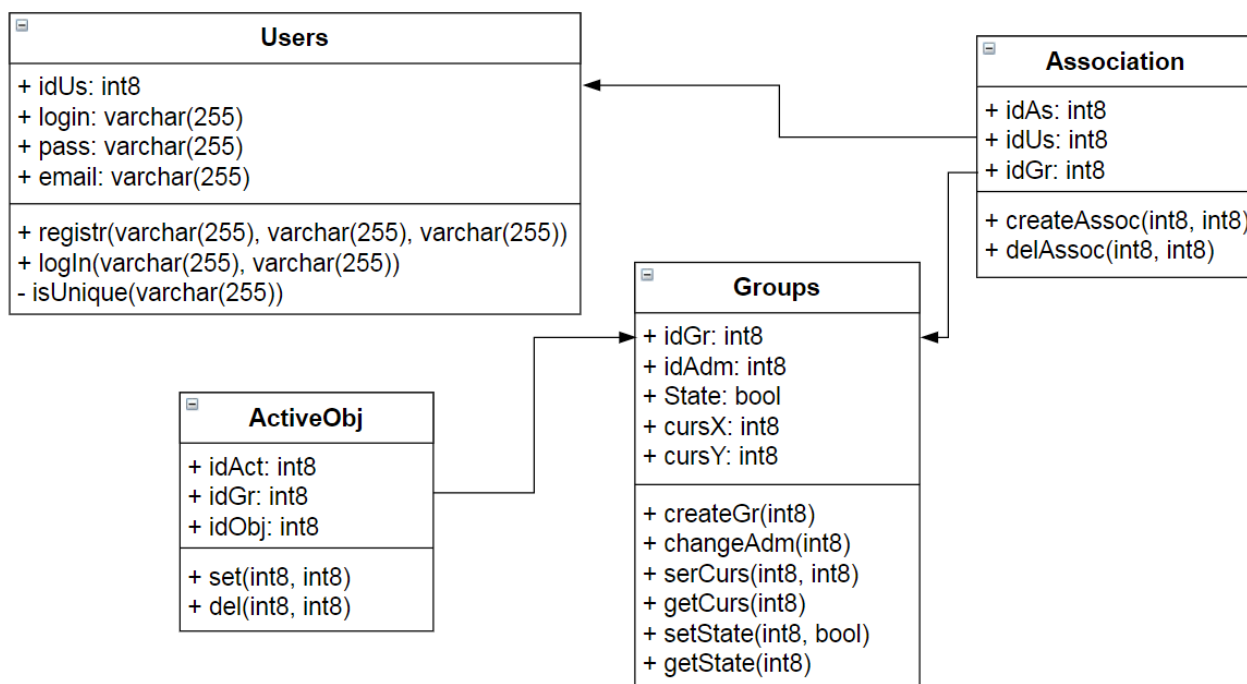 Users
+ idUs: int8
+ login: varchar(255)
+ pass: varchar(255)
+ email: varchar(255)
+ registr(varchar(255), varchar(255), varchar(255))
+ logIn(varchar(255), varchar(255))
- isUnique(varchar(255))
Association
+ idAs: int8
+ idUs: int8
+ idGr: int8
+ createAssoc(int8, int8)
+ delAssoc(int8, int8)
Groups
+ idGr: int8
+ idAdm: int8
+ State: bool
+ cursX: int8
+ cursY: int8
+ createGr(int8)
+ changeAdm(int8)
+ serCurs(int8, int8)
+ getCurs(int8)
+ setState(int8, bool)
+ getState(int8)
ActiveObj
+ idAct: int8
+ idGr: int8
+ idObj: int8
+ set(int8, int8)
+ del(int8, int8)